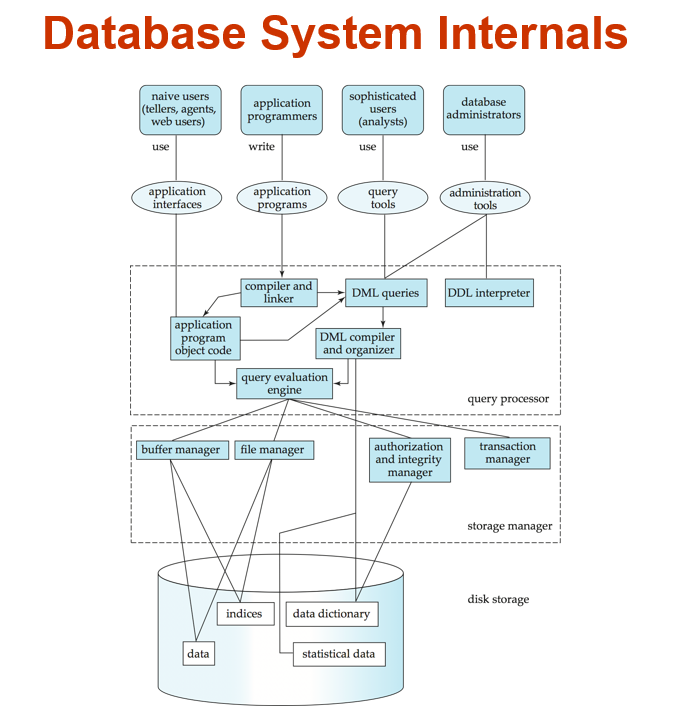 Database System Internals
naive users
(tellers, agents,
web users)
application
programmers
sophisticated
users
(analysts)
database
administrators
use
write
use
use
application
interfaces
application
programs
query
tools
administration
tools
compiler and
linker
DML queries
DDL interpreter
application
program
object code
DML compiler
and organizer
query evaluation
engine
query processor
buffer manager
file manager
authorization
and integrity
manager
transaction
manager
storage manager
disk storage
indices
data dictionary
data
statistical data